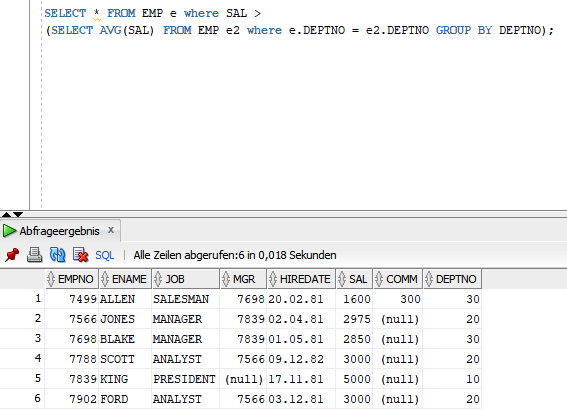 SELECT * FROM EMP e where SAL >
(SELECT AVG(SAL) FROM EMP e2 where e.DEPTNO = e2.DEPTNO GROUP BY DEPTNO);
Abfrageergebnis x
SQL | Alle Zeilen abgerufen:6 in 0,018 Sekunden
EMPNO ENAME JOB MGR HIREDATE SAL COMM DEPTNO
1 7499 ALLEN SALESMAN 7698 20.02.81 1600 300 30
2 7566 JONES MANAGER 7839 02.04.81 2975 (null) 20
3 7698 BLAKE MANAGER 7839 01.05.81 2850 (null) 30
4 7788 SCOTT ANALYST 7566 09.12.82 3000 (null) 20
5 7839 KING PRESIDENT (null) 17.11.81 5000 (null) 10
6 7902 FORD ANALYST 7566 03.12.81 3000 (null) 20